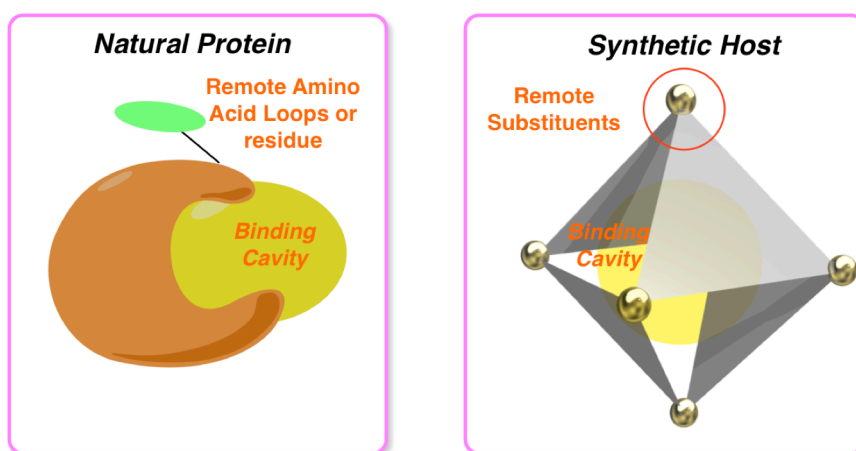 Natural Protein
Remote Amino
Acid Loops or
residue
Binding
Cavity
Synthetic Host
Remote
Substituents
Binding
Cavity